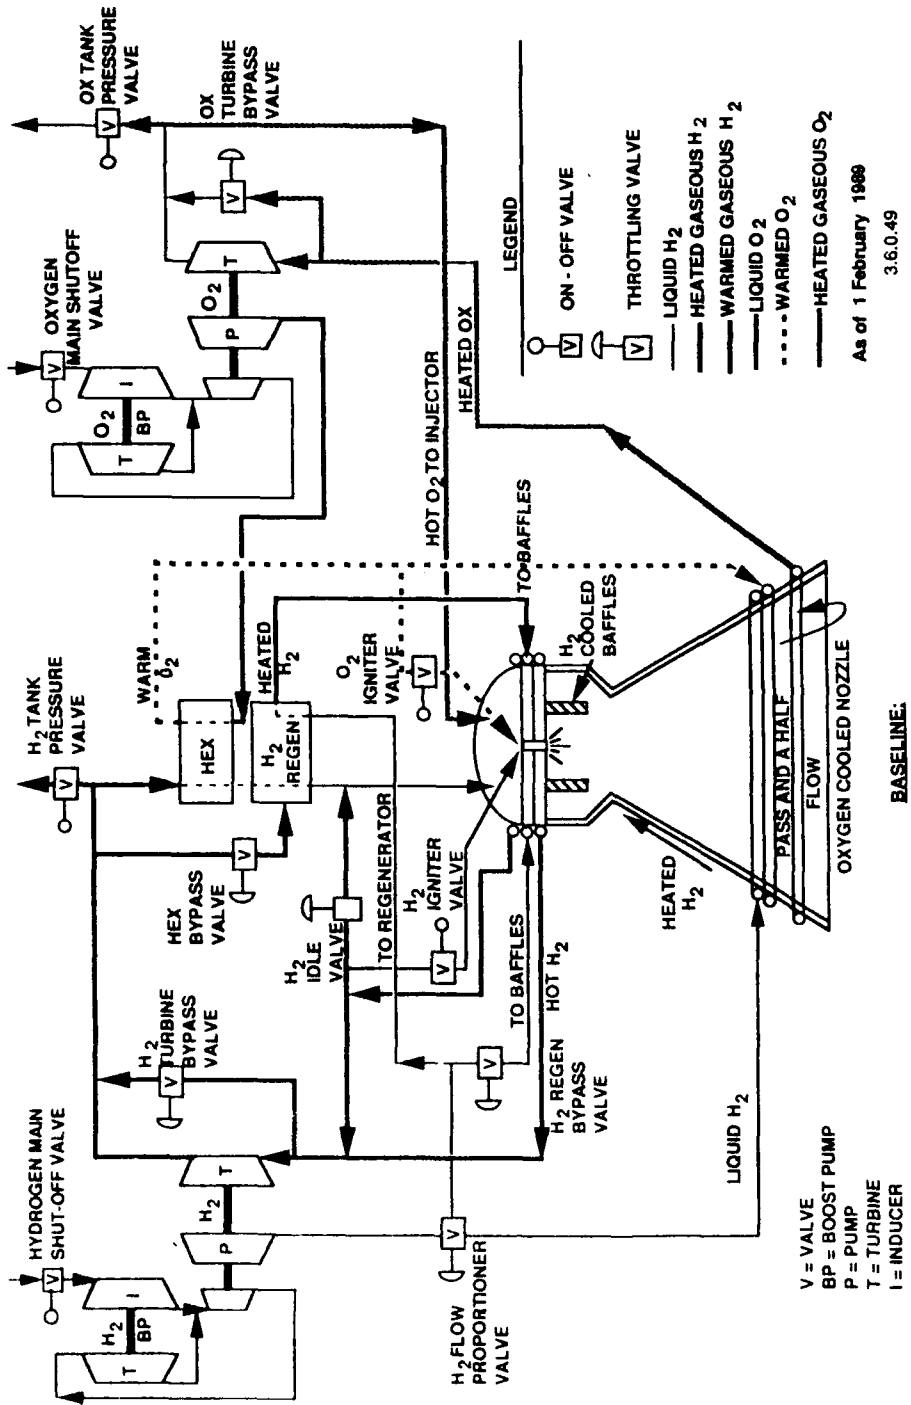 HYDROGEN MAIN
SHUT-OFF VALVE
V
I
H2
BP
T
P
H2
T
H2
TURBINE
BYPASS
VALVE
V
H2 FLOW
PROPORTIONER
VALVE
V
LIQUID H2
H2 TANK
PRESSURE
VALVE
V
HEX
BYPASS
VALVE
V
HEX
H2
REGEN
WARM
O2
HEATED
H2
H2
IDLE
VALVE
TO REGENERATOR
H2
IGNITER
VALVE
V
TO BAFFLES
HOT H2
H2 REGEN
BYPASS
VALVE
V
O2
IGNITER
VALVE
V
TO BAFFLES
H2
COOLED
BAFFLES
HEATED
H2
PASS AND A HALF
FLOW
OXYGEN COOLED NOZZLE
BASELINE:
OXYGEN
MAIN SHUTOFF
VALVE
V
I
O2
BP
T
P
O2
T
OX TANK
PRESSURE
VALVE
V
OX
TURBINE
BYPASS
VALVE
V
HOT O2 TO INJECTOR
HEATED OX
LEGEND
V ON - OFF VALVE
V THROTTLING VALVE
LIQUID H2
HEATED GASEOUS H2
WARMED GASEOUS H2
LIQUID O2
WARMED O2
HEATED GASEOUS O2
As of 1 February 1989
3.6.0.49
V = VALVE
BP = BOOST PUMP
P = PUMP
T = TURBINE
I = INDUCER